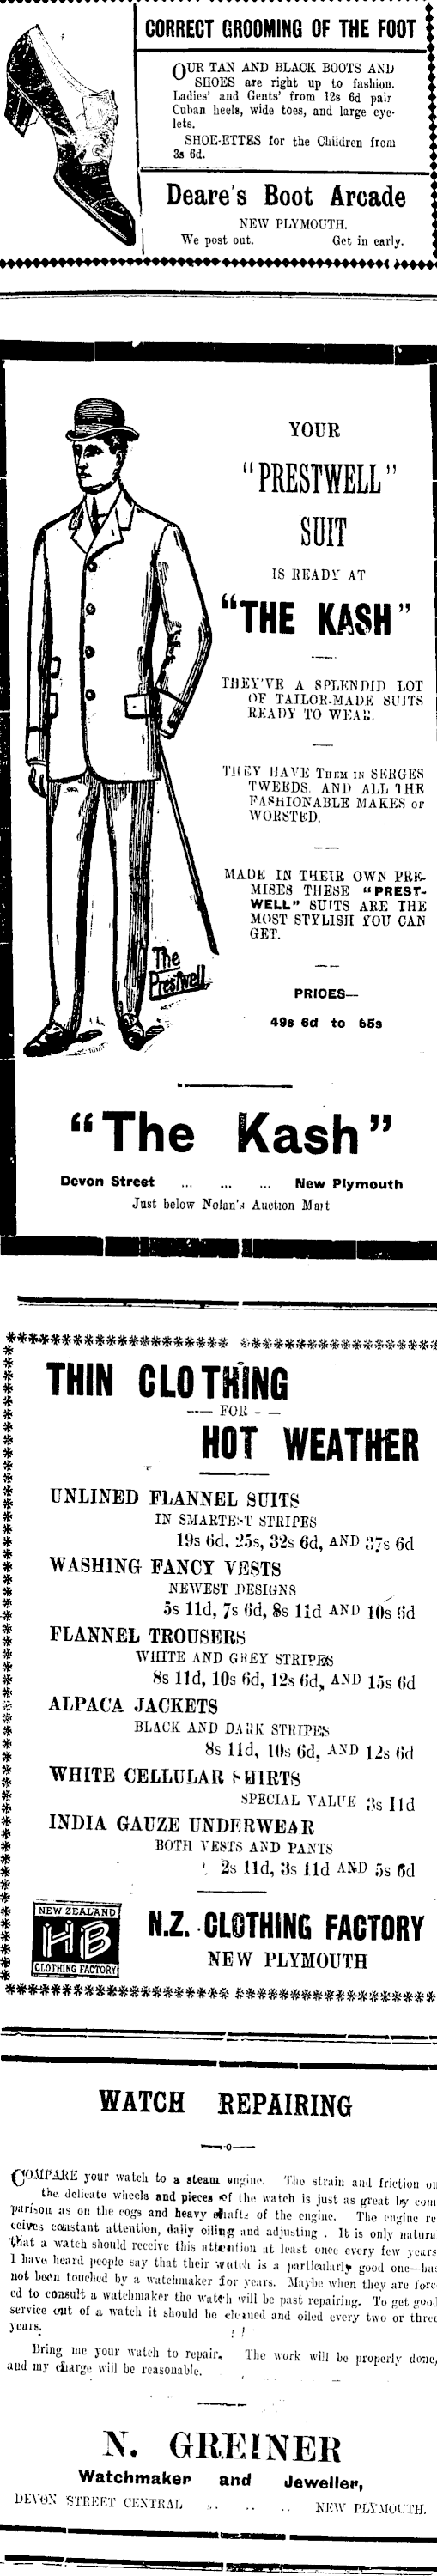 CORRECT GROOMING OF THE FOOT
OUR TAN AND BLACK BOOTS AND
SHOES are right up to fashion.
Ladies' and Gents' from 12s 6d pair
Cuban heels, wide toes, and large eye-
lets.
SHOE-ETTES for the Children from
3s 6d.
Deare's Boot Arcade
NEW PLYMOUTH.
We post out. Get in early.
YOUR
"PRESTWELL"
SUIT
IS READY AT
"THE KASH"
THEY'VE A SPLENDID LOT
OF TAILOR-MADE SUITS
READY TO WEAR.
THEY HAVE THEM IN SERGES
TWEEDS, AND ALL THE
FASHIONABLE MAKES OF
WORSTED.
MADE IN THEIR OWN PRE-
MISES THESE "PREST-
WELL" SUITS ARE THE
MOST STYLISH YOU CAN
GET.
The
Prestwell
PRICES—
49s 6d to 65s
"The Kash"
Devon Street ... ... ... New Plymouth
Just below Nolan's Auction Mart
THIN CLOTHING
—— FOR - -
HOT WEATHER
UNLINED FLANNEL SUITS
IN SMARTEST STRIPES
19s 6d, 25s, 32s 6d, AND 37s 6d
WASHING FANCY VESTS
NEWEST DESIGNS
5s 11d, 7s 6d, 8s 11d AND 10s 6d
FLANNEL TROUSERS
WHITE AND GREY STRIPES
8s 11d, 10s 6d, 12s 6d, AND 15s 6d
ALPACA JACKETS
BLACK AND DARK STRIPES
8s 11d, 10s 6d, AND 12s 6d
WHITE CELLULAR SHIRTS
SPECIAL VALUE 3s 11d
INDIA GAUZE UNDERWEAR
BOTH VESTS AND PANTS
2s 11d, 3s 11d AND 5s 6d
NEW ZEALAND
HB
CLOTHING FACTORY
N.Z. CLOTHING FACTORY
NEW PLYMOUTH
WATCH REPAIRING
COMPARE your watch to a steam engine. The strain and friction on
the delicate wheels and pieces of the watch is just as great by com
parison as on the cogs and heavy shafts of the engine. The engine re
ceives constant attention, daily oiling and adjusting. It is only natura
that a watch should receive this attention at least once every few years
I have heard people say that their watch is a particularly good one—has
not been touched by a watchmaker for years. Maybe when they are forc
ed to consult a watchmaker the watch will be past repairing. To get good
service out of a watch it should be cleaned and oiled every two or three
years.
Bring me your watch to repair. The work will be properly done,
and my charge will be reasonable.
N. GREINER
Watchmaker and Jeweller,
DEVON STREET CENTRAL .. .. .. NEW PLYMOUTH.